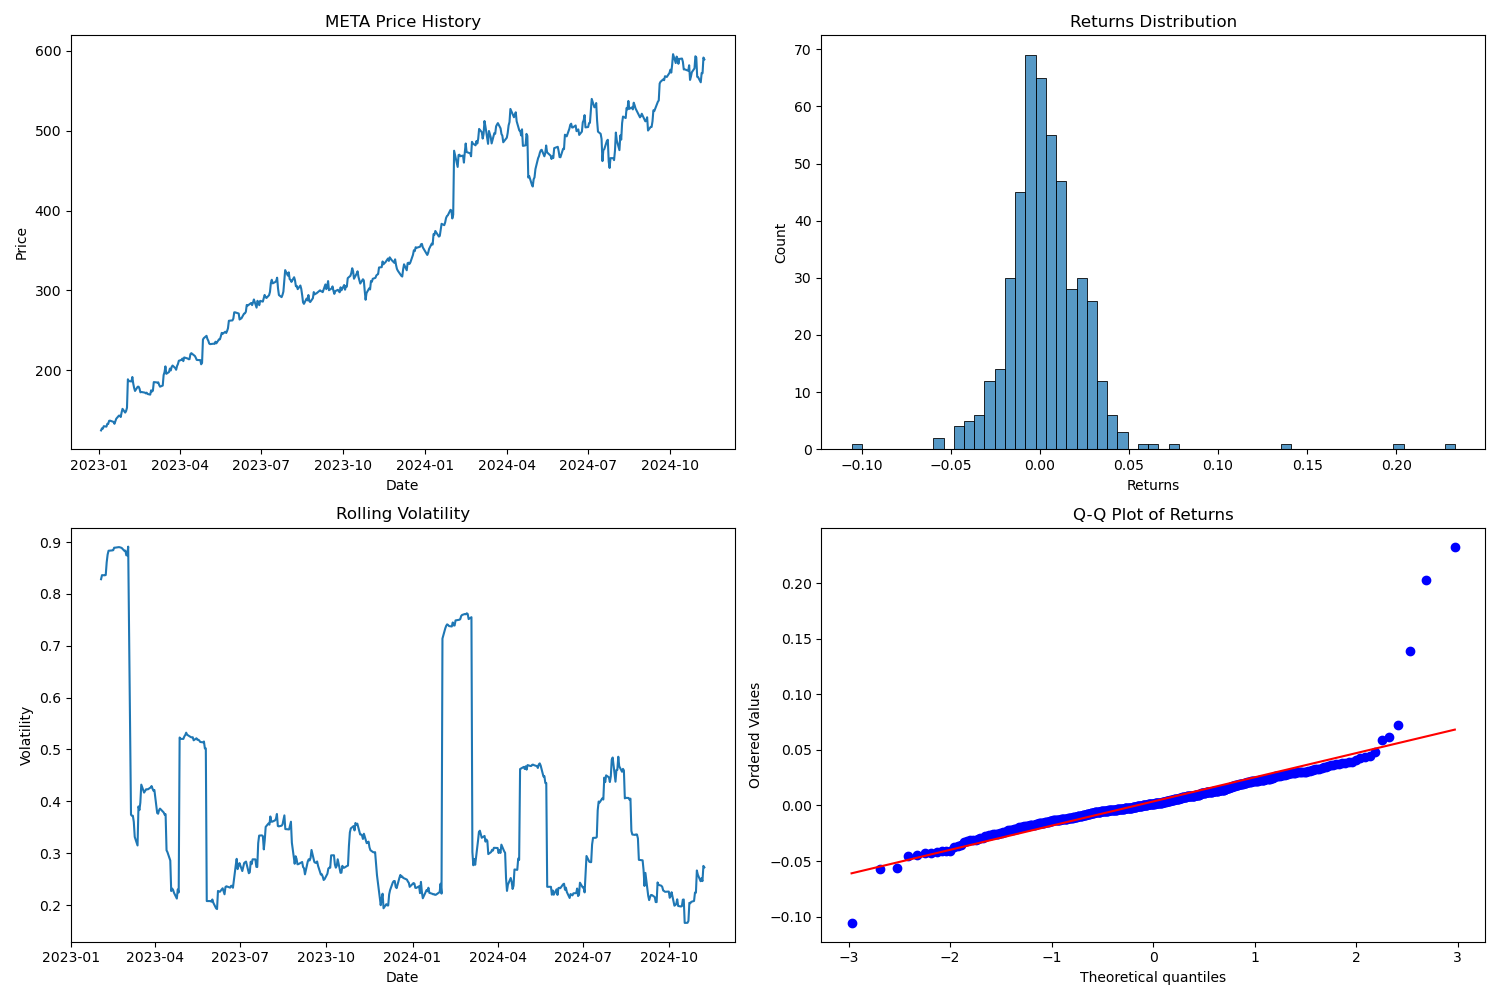 META Price History
Price
600
500
400
300
200
2023-01 2023-04 2023-07 2023-10 2024-01 2024-04 2024-07 2024-10
Date
Returns Distribution
Count
70
60
50
40
30
20
10
0
−0.10 −0.05 0.00 0.05 0.10 0.15 0.20
Returns
Rolling Volatility
Volatility
0.9
0.8
0.7
0.6
0.5
0.4
0.3
0.2
2023-01 2023-04 2023-07 2023-10 2024-01 2024-04 2024-07 2024-10
Date
Q-Q Plot of Returns
Ordered Values
0.20
0.15
0.10
0.05
0.00
−0.05
−0.10
−3 −2 −1 0 1 2 3
Theoretical quantiles